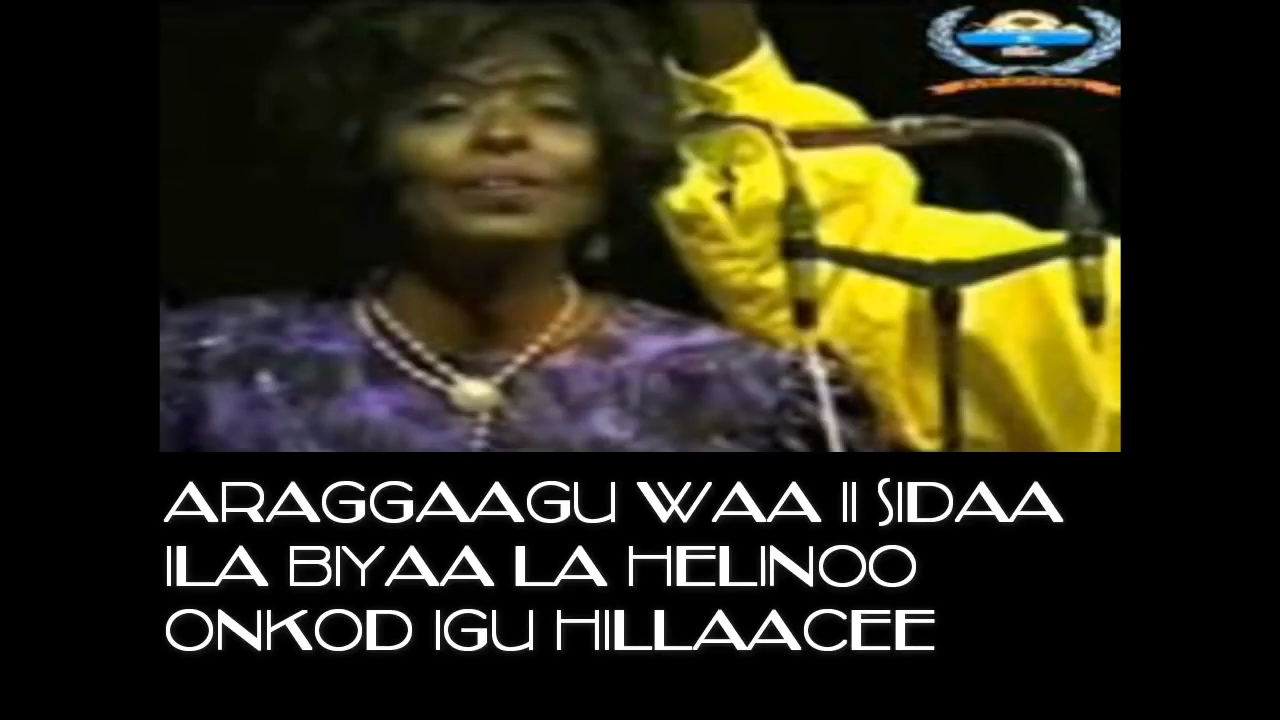 ARAGGAAGU WAA II SIDAA
ILA BIYAA LA HELINOO
ONKOD IGU HILLAACEE